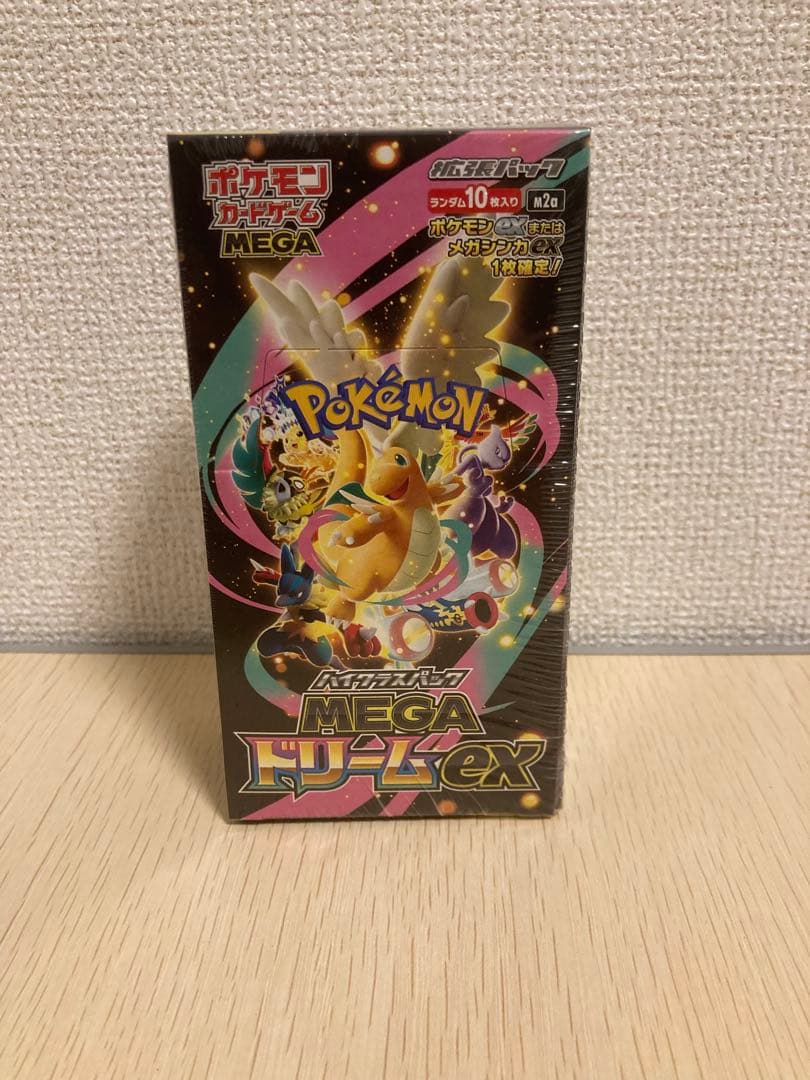 ポケモン
カードゲーム
MEGA
拡張パック
ランダム10枚入り M2a
ポケモンexまたは
メガシンカex
1枚確定!
POKéMON
ハイクラスパック
MEGA
ドリームex